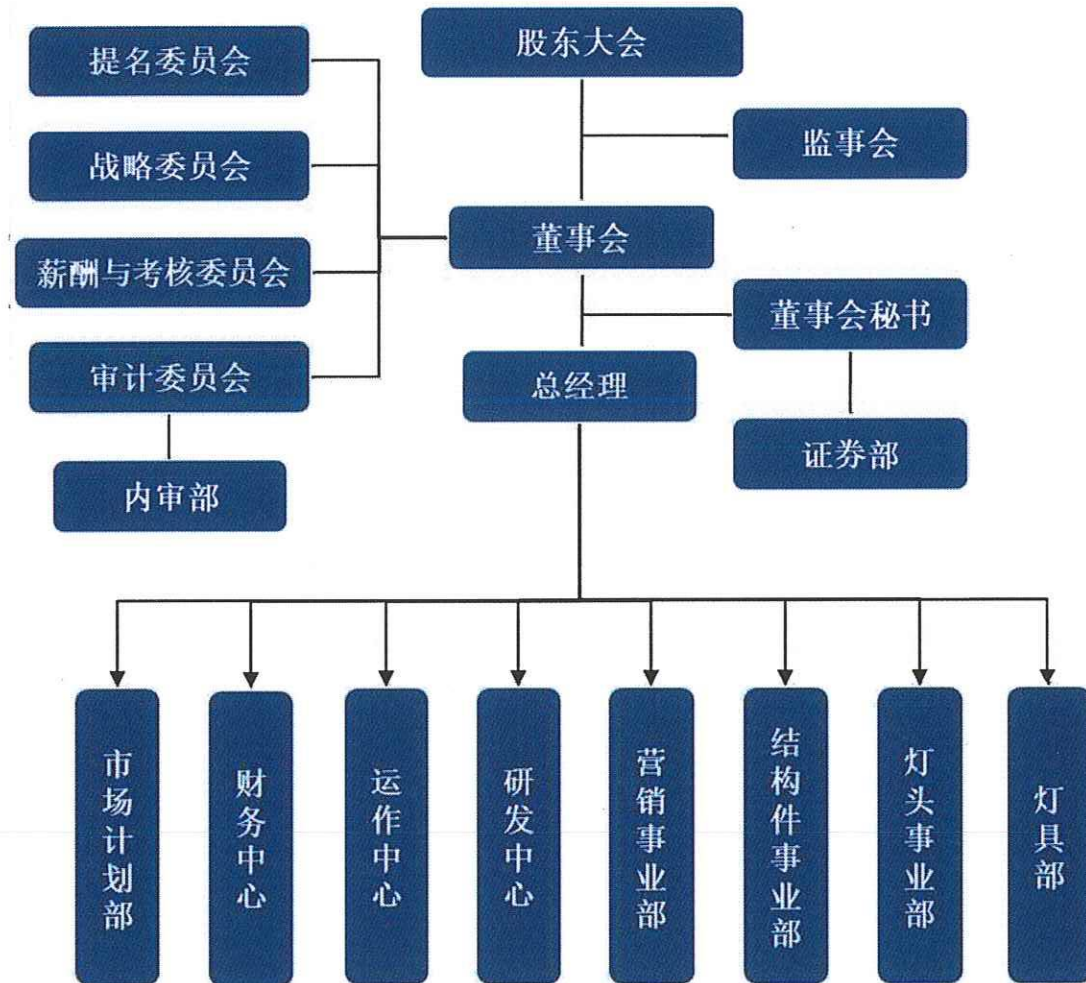 股东大会
提名委员会
监事会
战略委员会
董事会
薪酬与考核委员会
董事会秘书
审计委员会
总经理
证券部
内审部
市场计划部
财务中心
运作中心
研发中心
营销事业部
结构件事业部
灯头事业部
灯具部